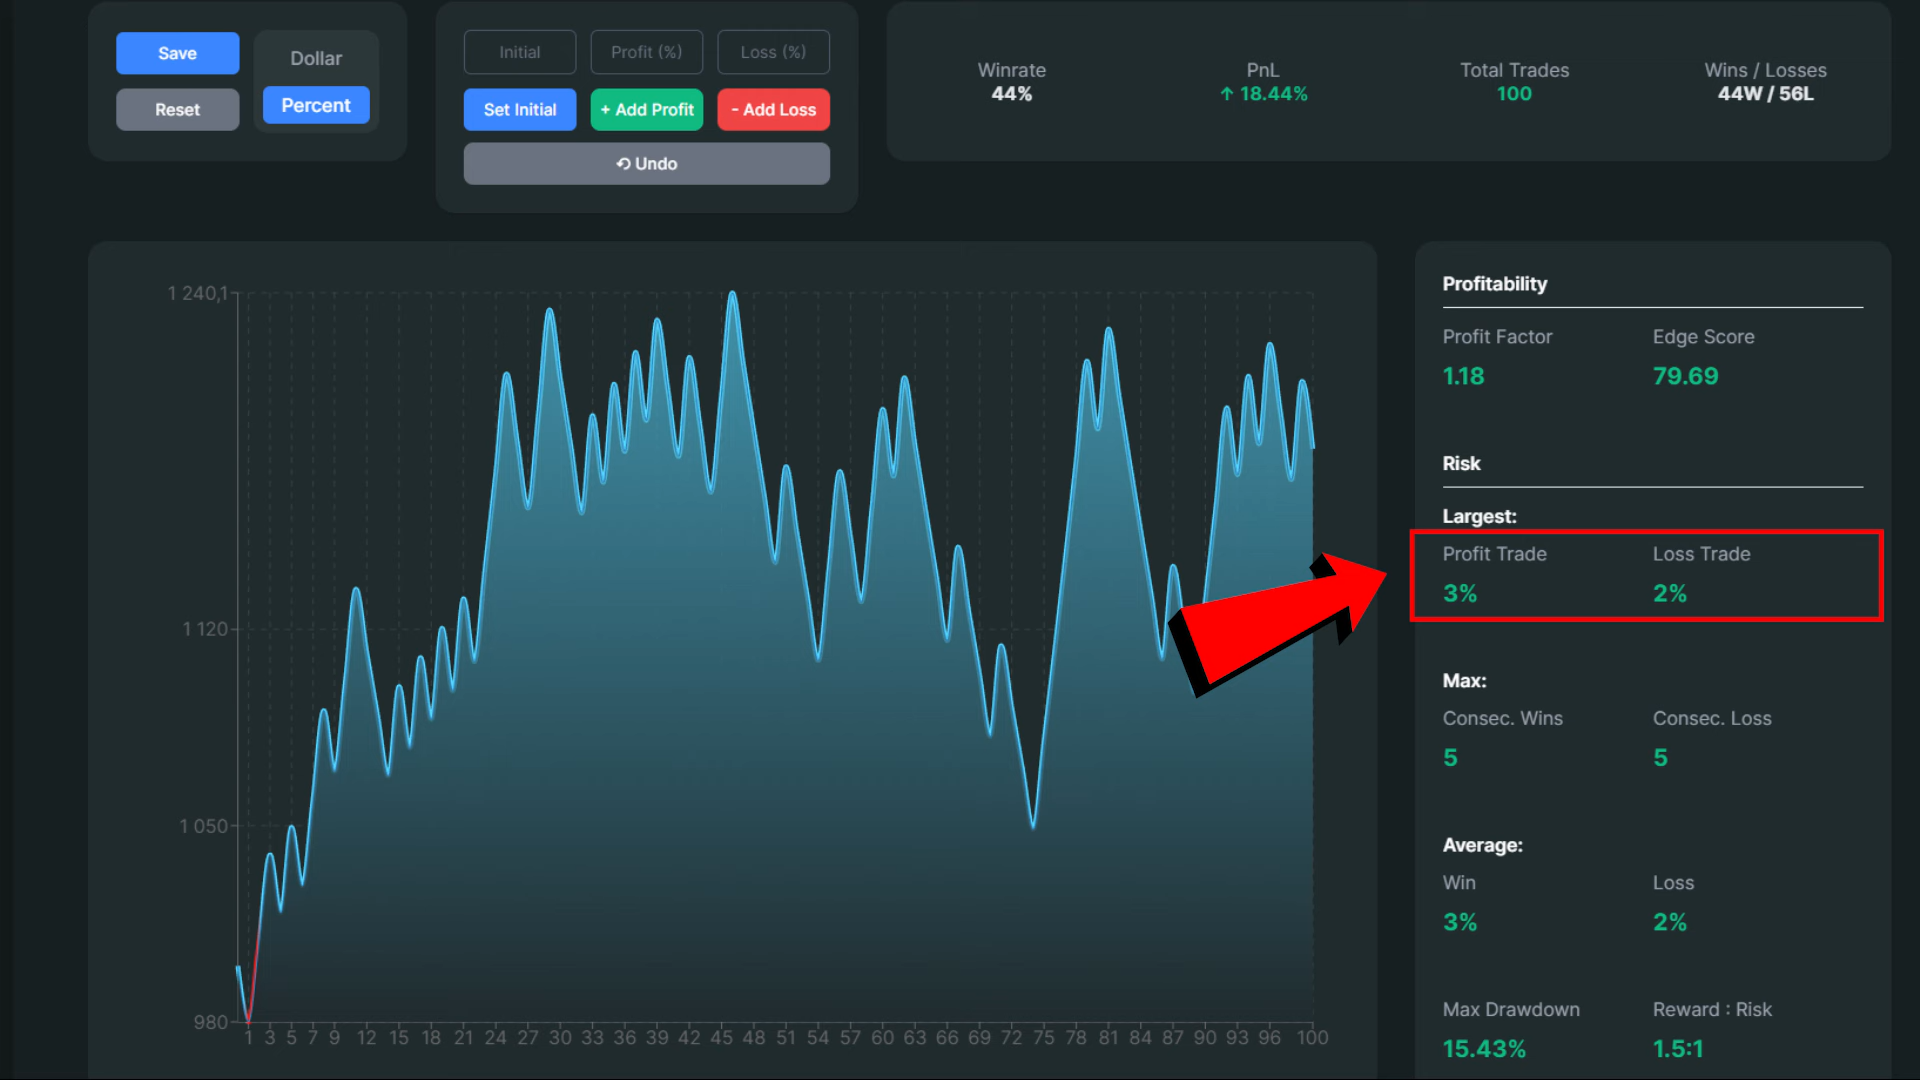 Save
Reset
Dollar
Percent
Initial
Profit (%)
Loss (%)
Set Initial
+ Add Profit
- Add Loss
Undo
Winrate
44%
PnL
↑ 18.44%
Total Trades
100
Wins / Losses
44W / 56L
1 240,1
1 120
1 050
980
1 3 5 7 9 12 15 18 21 24 27 30 33 36 39 42 45 48 51 54 57 60 63 66 69 72 75 78 81 84 87 90 93 96 100
Profitability
Profit Factor Edge Score
1.18 79.69
Risk
Largest:
Profit Trade Loss Trade
3% 2%
Max:
Consec. Wins Consec. Loss
5 5
Average:
Win Loss
3% 2%
Max Drawdown Reward : Risk
15.43% 1.5:1